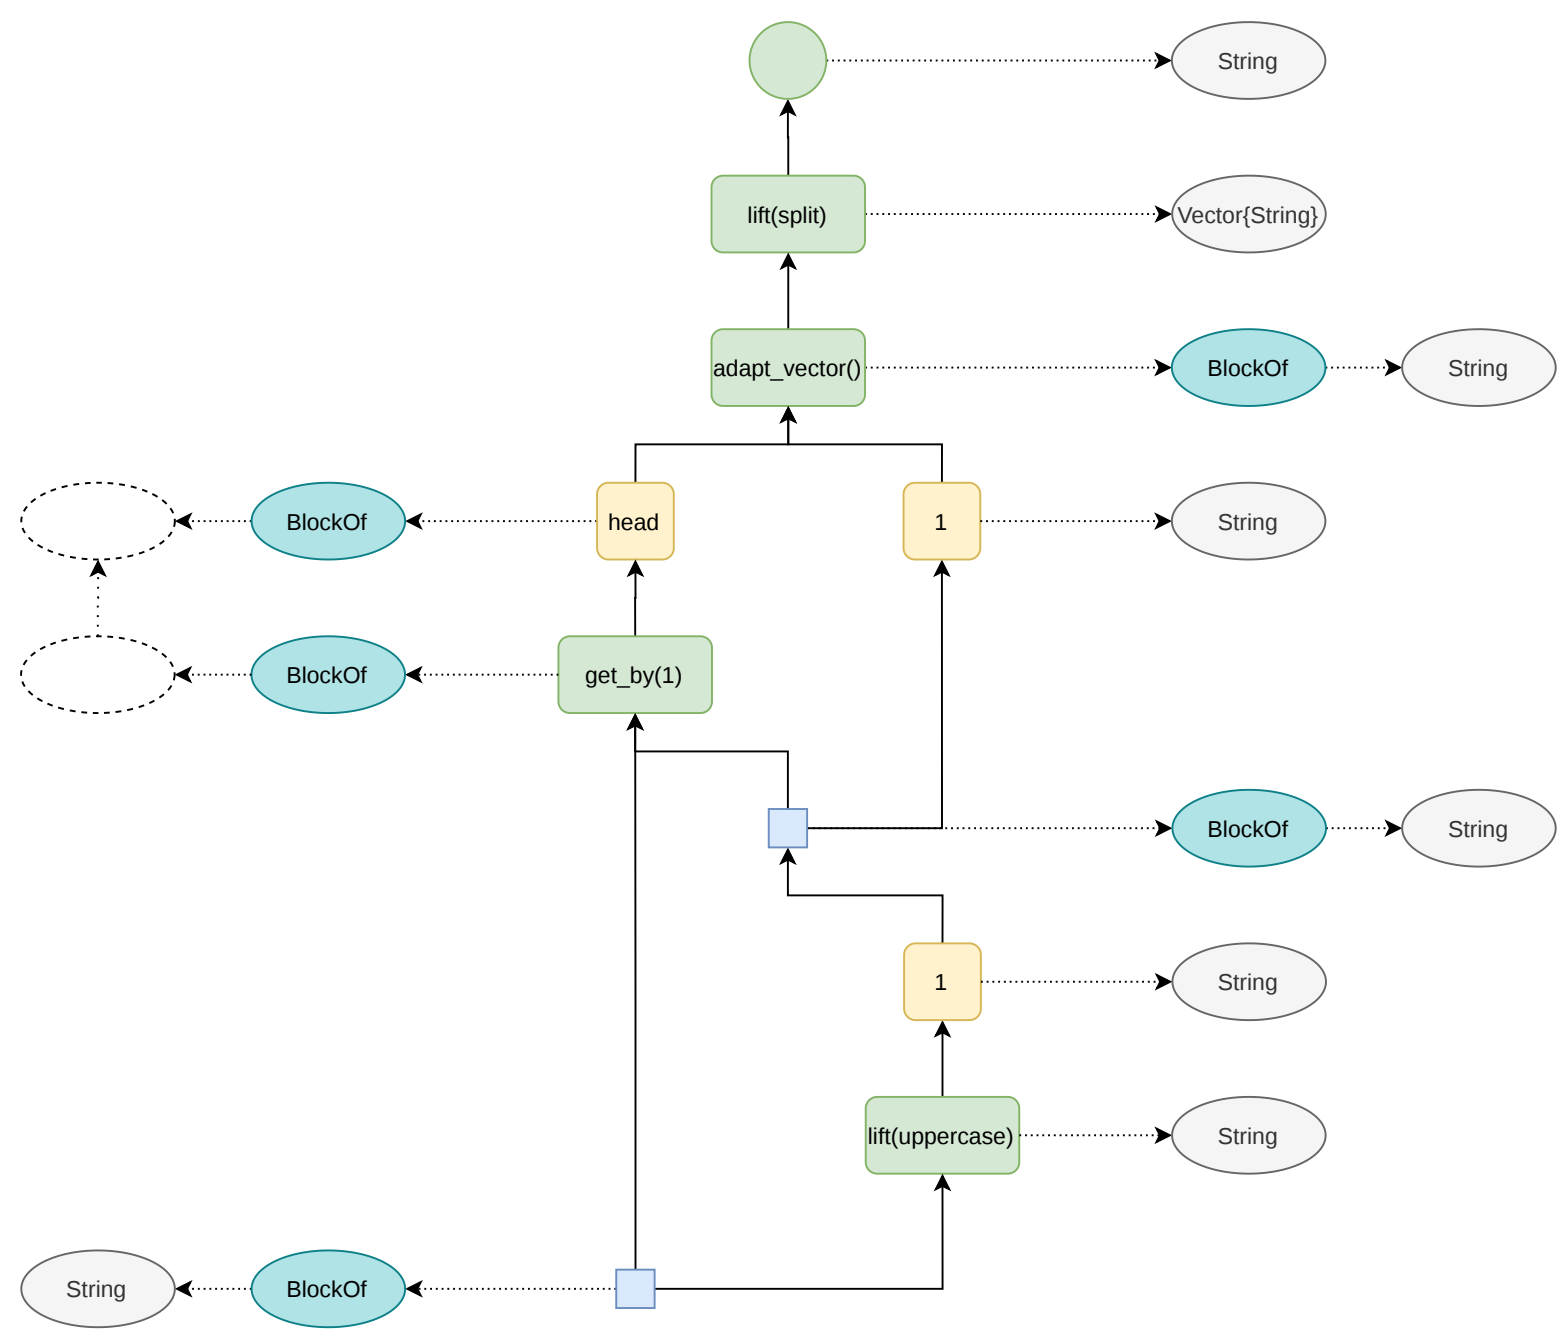 String
lift(split)
Vector{String}
adapt_vector()
BlockOf
String
BlockOf
head
1
String
BlockOf
get_by(1)
BlockOf
String
1
String
lift(uppercase)
String
String
BlockOf